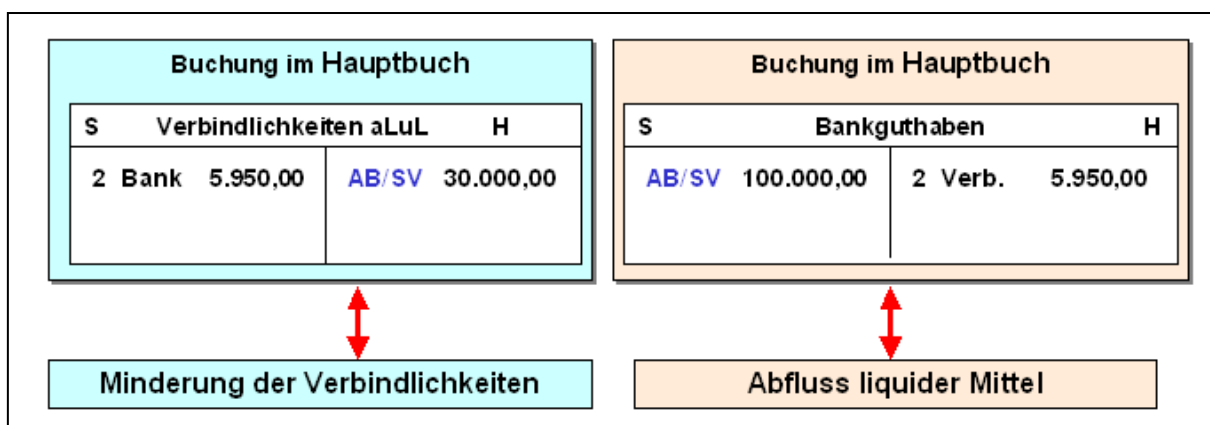 Buchung im Hauptbuch
S Verbindlichkeiten aLuL H
2 Bank 5.950,00 AB/SV 30.000,00
Minderung der Verbindlichkeiten
Buchung im Hauptbuch
S Bankguthaben H
AB/SV 100.000,00 2 Verb. 5.950,00
Abfluss liquider Mittel